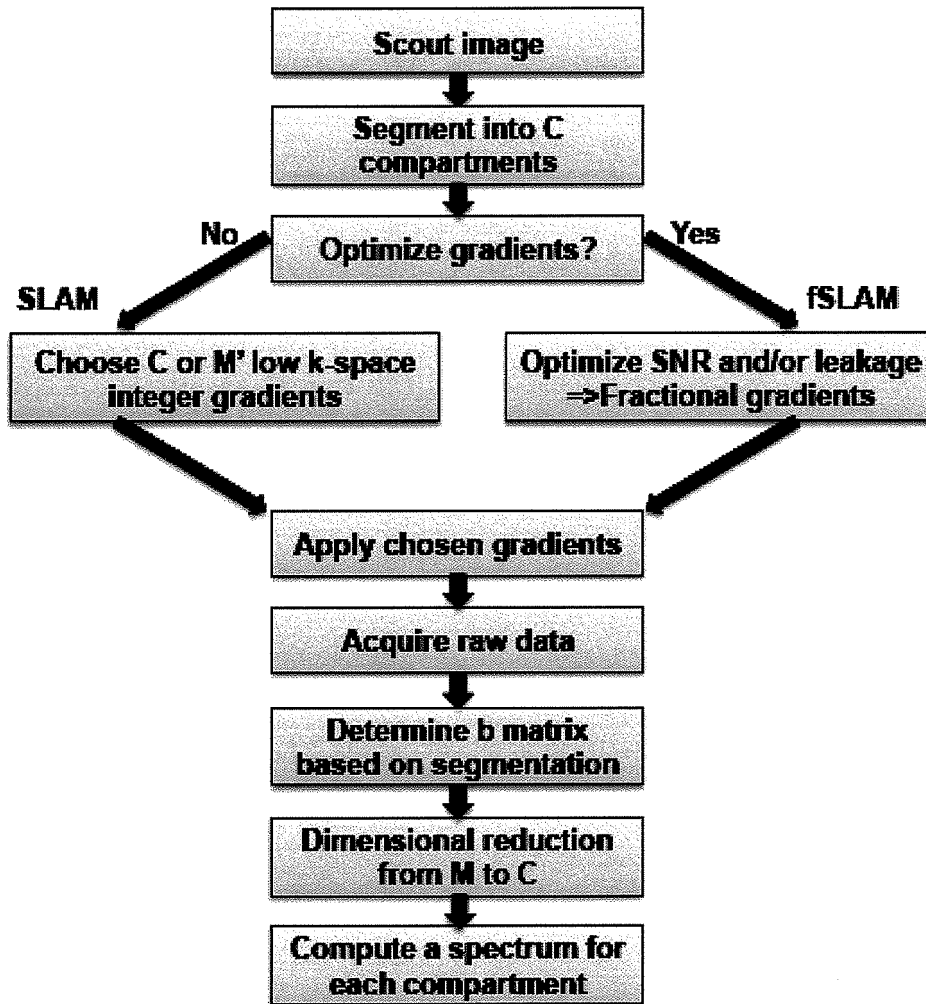 Scout image
Segment into C
compartments
No
Optimize gradients?
Yes
SLAM
fSLAM
Choose C or M' low k-space
integer gradients
Optimize SNR and/or leakage
=>Fractional gradients
Apply chosen gradients
Acquire raw data
Determine b matrix
based on segmentation
Dimensional reduction
from M to C
Compute a spectrum for
each compartment